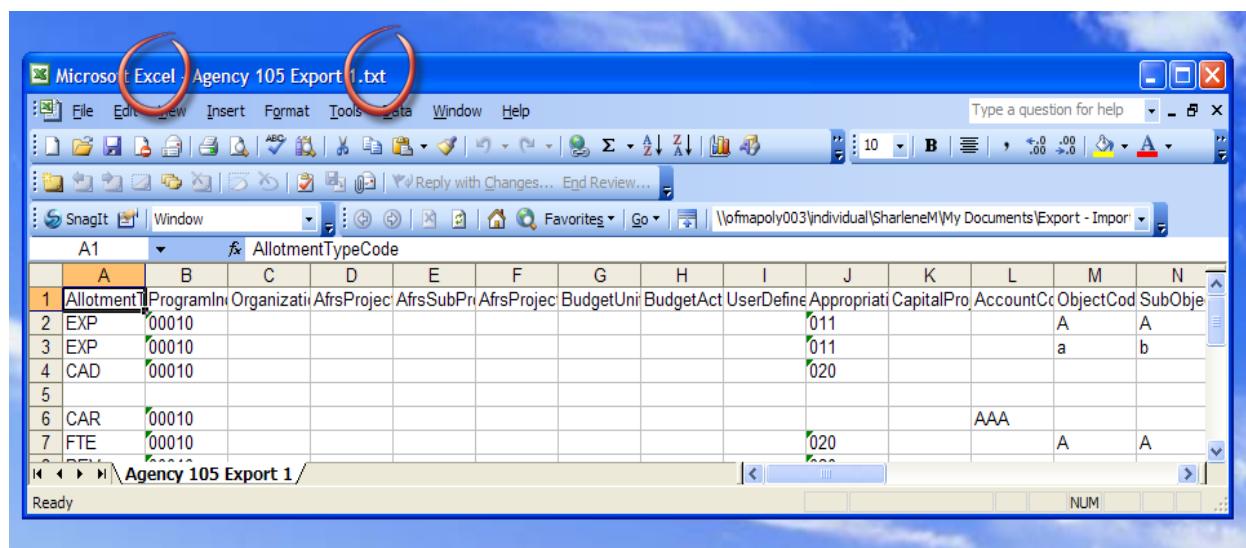 Microsoft Excel - Agency 105 Export 1.txt
File Edit View Insert Format Tools Data Window Help Type a question for help
10 B
Reply with Changes... End Review...
SnagIt Window Favorites Go \\ofmapoly003\individual\SharleneM\My Documents\Export - Import
A1 fx AllotmentTypeCode
A B C D E F G H I J K L M N
1 AllotmentT ProgramInd Organizati AfrsProjec AfrsSubPr AfrsProjec BudgetUni BudgetAct UserDefine Appropriati CapitalProj AccountCo ObjectCod SubObje
2 EXP 00010 011 A A
3 EXP 00010 011 a b
4 CAD 00010 020
5
6 CAR 00010 AAA
7 FTE 00010 020 A A
Agency 105 Export 1
Ready NUM